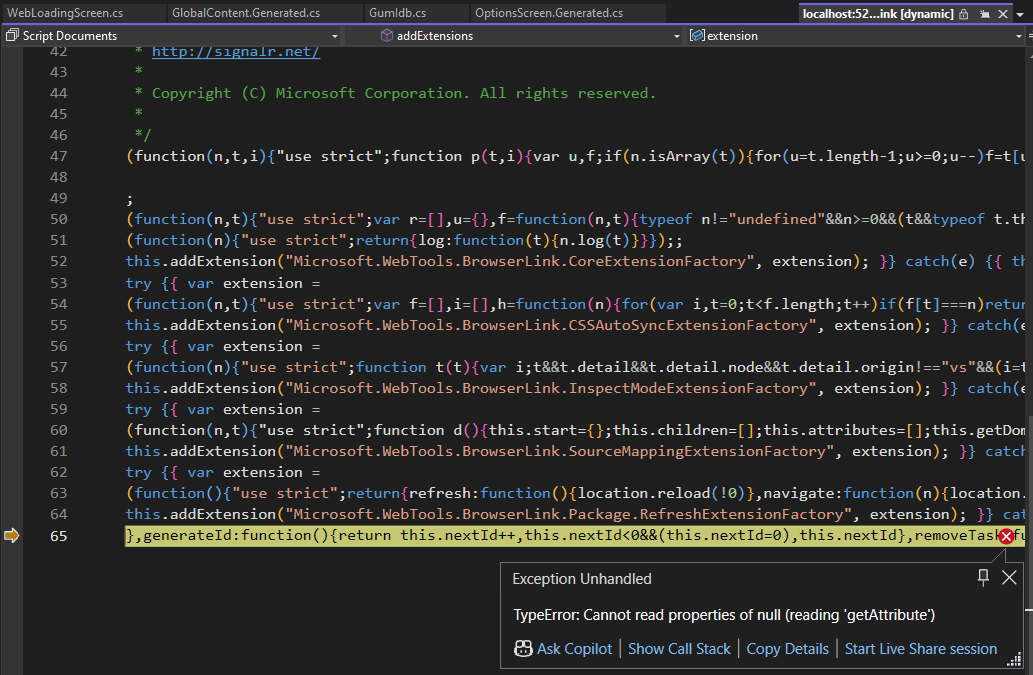 WebLoadingScreen.cs GlobalContent.Generated.cs GumIdb.cs OptionsScreen.Generated.cs localhost:52...ink [dynamic]
Script Documents addExtensions extension
42 * http://signalr.net/
43 *
44 * Copyright (C) Microsoft Corporation. All rights reserved.
45 *
46 */
47 (function(n,t,i){"use strict";function p(t,i){var u,f;if(n.isArray(t)){for(u=t.length-1;u>=0;u--)f=t[u
48
49 ;
50 (function(n,t){"use strict";var r=[],u={},f=function(n,t){typeof n!="undefined"&&n>=0&&(t&&typeof t.th
51 (function(n){"use strict";return{log:function(t){n.log(t)}}});;
52 this.addExtension("Microsoft.WebTools.BrowserLink.CoreExtensionFactory", extension); }} catch(e) {{ th
53 try {{ var extension =
54 (function(n,t){"use strict";var f=[],i=[],h=function(n){for(var i,t=0;t<f.length;t++)if(f[t]===n)retur
55 this.addExtension("Microsoft.WebTools.BrowserLink.CSSAutoSyncExtensionFactory", extension); }} catch(e
56 try {{ var extension =
57 (function(n){"use strict";function t(t){var i;t&&t.detail&&t.detail.node&&t.detail.origin!=="vs"&&(i=t
58 this.addExtension("Microsoft.WebTools.BrowserLink.InspectModeExtensionFactory", extension); }} catch(e
59 try {{ var extension =
60 (function(n,t){"use strict";function d(){this.start={};this.children=[];this.attributes=[];this.getDom
61 this.addExtension("Microsoft.WebTools.BrowserLink.SourceMappingExtensionFactory", extension); }} catch
62 try {{ var extension =
63 (function(){"use strict";return{refresh:function(){location.reload(!0)},navigate:function(n){location.
64 this.addExtension("Microsoft.WebTools.BrowserLink.Package.RefreshExtensionFactory", extension); }} cat
65 },generateId:function(){return this.nextId++,this.nextId<0&&(this.nextId=0),this.nextId},removeTask fu
Exception Unhandled
TypeError: Cannot read properties of null (reading 'getAttribute')
Ask Copilot | Show Call Stack | Copy Details | Start Live Share session